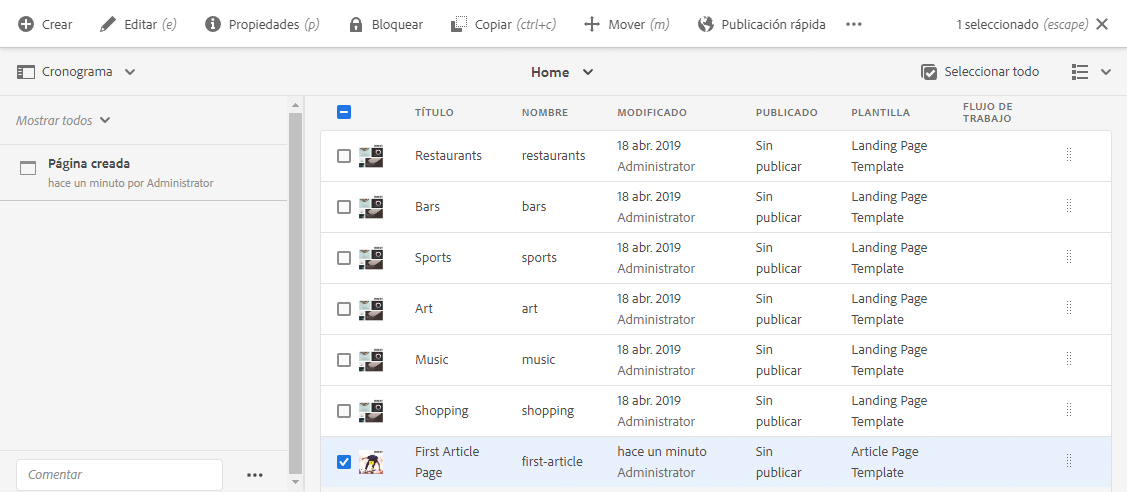 Crear Editar (e) Propiedades (p) Bloquear Copiar (ctrl+c) Mover (m) Publicación rápida 1 seleccionado (escape)
Cronograma Home Seleccionar todo
Mostrar todos
Página creada
hace un minuto por Administrator
Comentar
TÍTULO NOMBRE MODIFICADO PUBLICADO PLANTILLA FLUJO DE
TRABAJO
Restaurants restaurants 18 abr. 2019 Sin Landing Page
Administrator publicar Template
Bars bars 18 abr. 2019 Sin Landing Page
Administrator publicar Template
Sports sports 18 abr. 2019 Sin Landing Page
Administrator publicar Template
Art art 18 abr. 2019 Sin Landing Page
Administrator publicar Template
Music music 18 abr. 2019 Sin Landing Page
Administrator publicar Template
Shopping shopping 18 abr. 2019 Sin Landing Page
Administrator publicar Template
First Article first-article hace un minuto Sin Article Page
Page Administrator publicar Template